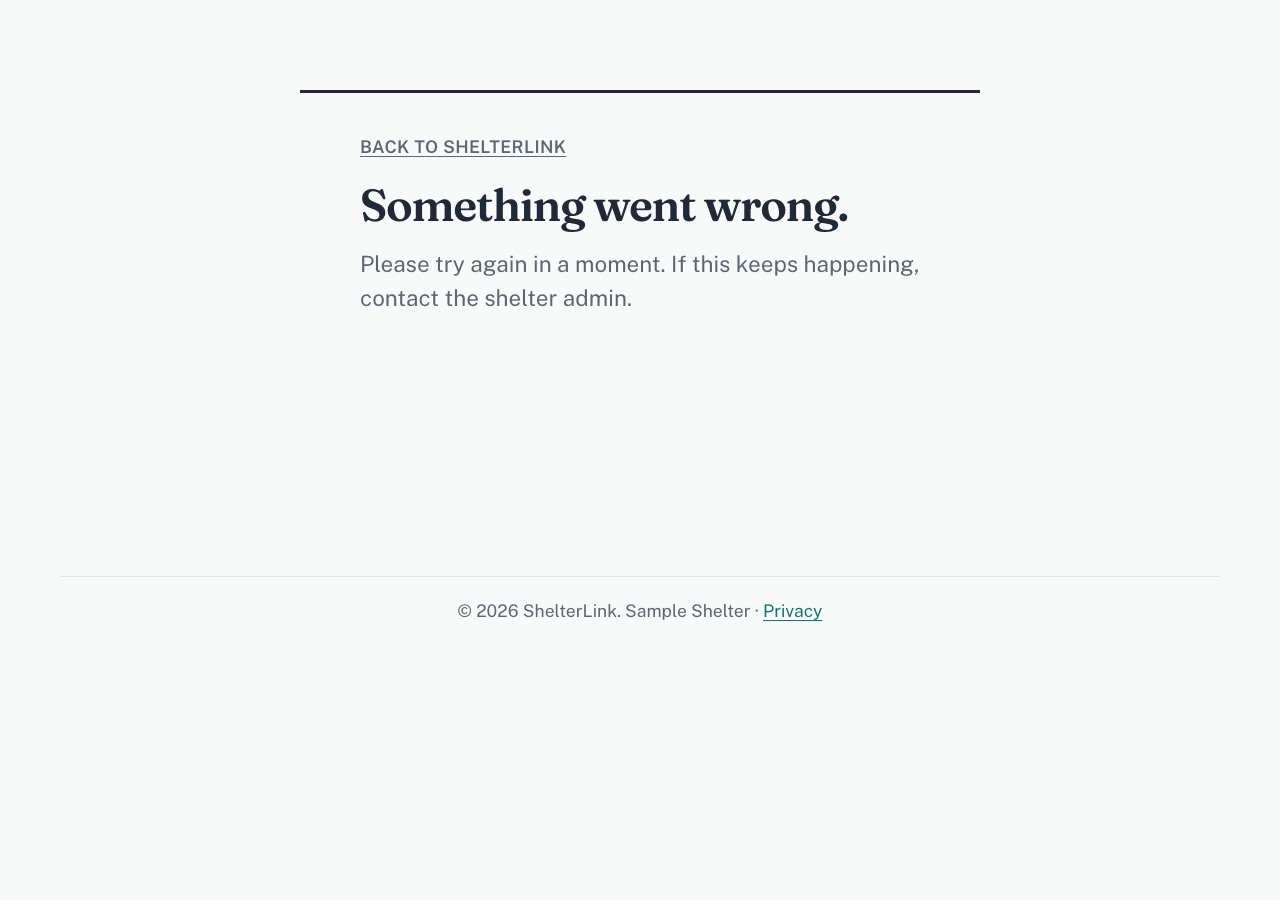 BACK TO SHELTERLINK
Something went wrong.
Please try again in a moment. If this keeps happening,
contact the shelter admin.
© 2026 ShelterLink. Sample Shelter · Privacy